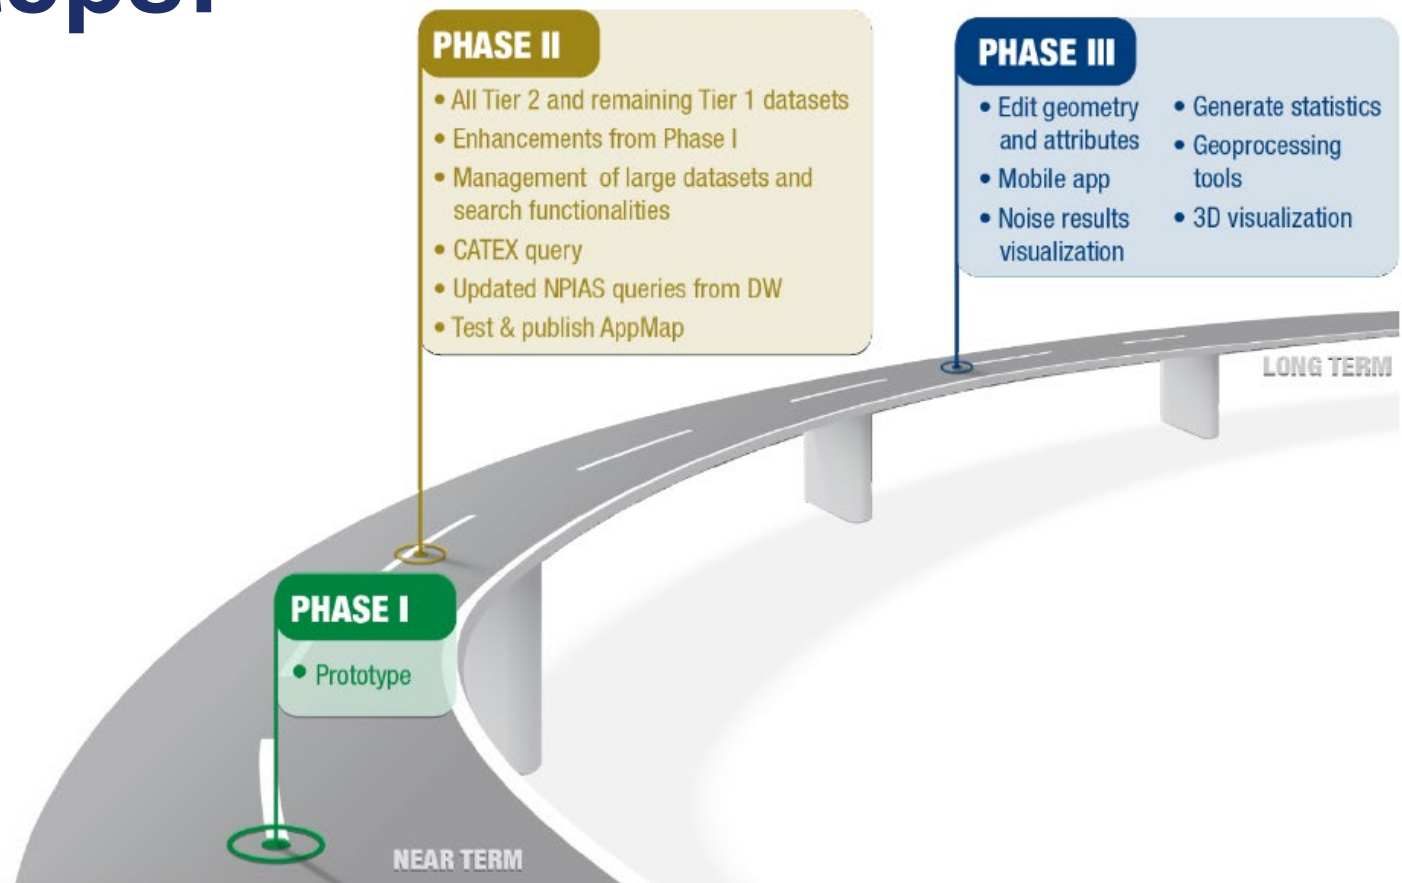 PHASE II
• All Tier 2 and remaining Tier 1 datasets
• Enhancements from Phase I
• Management of large datasets and
search functionalities
• CATEX query
• Updated NPIAS queries from DW
• Test & publish AppMap
PHASE III
• Edit geometry
and attributes
• Mobile app
• Noise results
visualization
• Generate statistics
• Geoprocessing
tools
• 3D visualization
LONG TERM
PHASE I
• Prototype
NEAR TERM